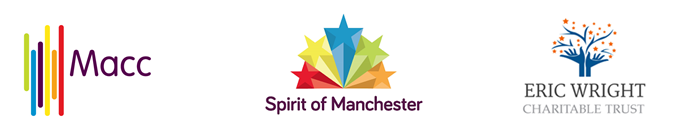 Macc
Spirit of Manchester
ERIC WRIGHT
CHARITABLE TRUST